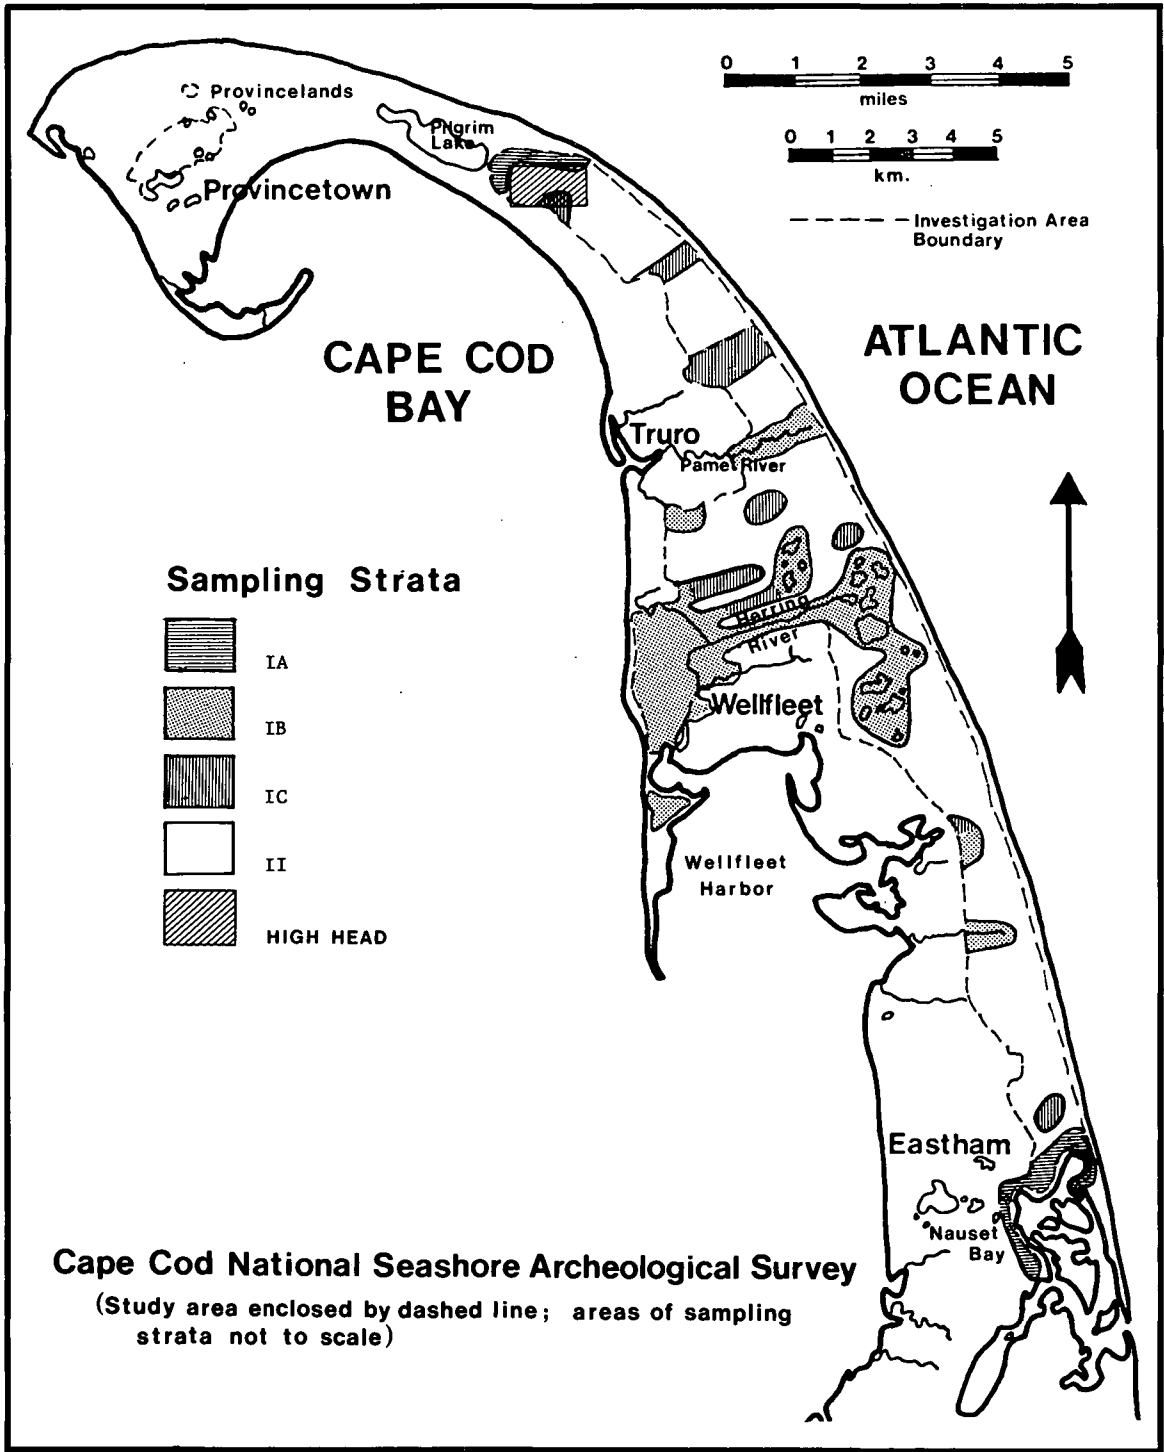 Provincelands
Pilgrim
Lake
Provincetown
0 1 2 3 4 5
miles
0 1 2 3 4 5
km.
Investigation Area
Boundary
CAPE COD
BAY
ATLANTIC
OCEAN
Truro
Pamet River
Sampling Strata
IA
IB
IC
II
HIGH HEAD
Herring
River
Wellfleet
Wellfleet
Harbor
Eastham
Nauset
Bay
Cape Cod National Seashore Archeological Survey
(Study area enclosed by dashed line; areas of sampling
strata not to scale)